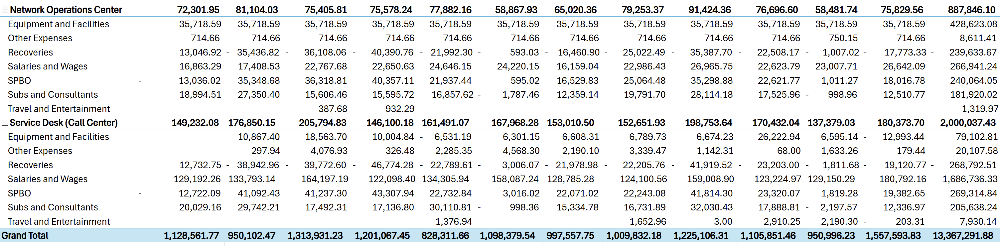 Network Operations Center 72,301.95 81,104.03 75,405.81 75,578.24 77,882.16 58,867.93 65,020.36 79,253.37 91,424.36 76,696.60 58,481.74 75,829.56 887,846.10
Equipment and Facilities 35,718.59 35,718.59 35,718.59 35,718.59 35,718.59 35,718.59 35,718.59 35,718.59 35,718.59 35,718.59 35,718.59 35,718.59 428,623.08
Other Expenses 714.66 714.66 714.66 714.66 714.66 714.66 714.66 714.66 714.66 714.66 750.15 714.66 8,611.41
Recoveries 13,046.92 - 35,436.82 - 36,108.06 - 40,390.76 - 21,992.30 - 593.03 - 16,460.90 - 25,022.49 - 35,387.70 - 22,508.17 - 1,007.02 - 17,773.33 - 239,633.67
Salaries and Wages 16,863.29 17,408.53 22,767.68 22,650.63 24,646.15 24,220.15 16,159.04 22,986.43 26,965.75 22,623.79 23,007.71 26,642.09 266,941.24
SPBO - 13,036.02 35,348.68 36,318.81 40,357.11 21,937.44 595.02 16,529.83 25,064.48 35,298.88 22,621.77 1,011.27 18,016.78 240,064.05
Subs and Consultants 18,994.51 27,350.40 15,606.46 15,595.72 16,857.62 - 1,787.46 12,359.14 19,791.70 28,114.18 17,525.96 - 998.96 12,510.77 181,920.02
Travel and Entertainment 387.68 932.29 1,319.97
Service Desk (Call Center) 149,232.08 176,850.15 205,794.83 146,100.18 161,491.07 167,968.28 153,010.50 152,651.93 198,753.64 170,432.04 137,379.03 180,373.70 2,000,037.43
Equipment and Facilities 10,867.40 18,563.70 10,004.84 - 6,531.19 6,301.15 6,608.31 6,789.73 6,674.23 26,222.94 6,595.14 - 12,993.44 79,102.81
Other Expenses 297.94 4,076.93 326.48 2,285.35 4,568.30 2,190.10 3,339.47 1,142.31 68.00 1,633.26 179.44 20,107.58
Recoveries 12,732.75 - 38,942.96 - 39,772.60 - 46,774.28 - 22,789.61 - 3,006.07 - 21,978.98 - 22,205.76 - 41,919.52 - 23,203.00 - 1,811.68 - 19,120.77 - 268,792.51
Salaries and Wages 129,192.26 133,793.14 164,197.19 122,098.40 134,305.94 158,087.24 128,785.28 124,100.56 159,008.90 123,224.97 129,150.29 180,792.16 1,686,736.33
SPBO - 12,722.09 41,092.43 41,237.30 43,307.94 22,732.84 3,016.02 22,071.02 22,243.08 41,814.30 23,320.07 1,819.28 19,382.65 269,314.84
Subs and Consultants 20,029.16 29,742.21 17,492.31 17,136.80 30,110.81 - 998.36 15,334.78 16,731.89 32,030.43 17,888.81 - 2,197.57 12,336.97 205,638.24
Travel and Entertainment 1,376.94 1,652.96 3.00 2,910.25 2,190.30 - 203.31 7,930.14
Grand Total 1,128,561.77 950,102.47 1,313,931.23 1,201,067.45 828,311.66 1,098,379.54 997,557.75 1,009,832.18 1,225,106.31 1,105,851.46 950,996.23 1,557,593.83 13,367,291.88